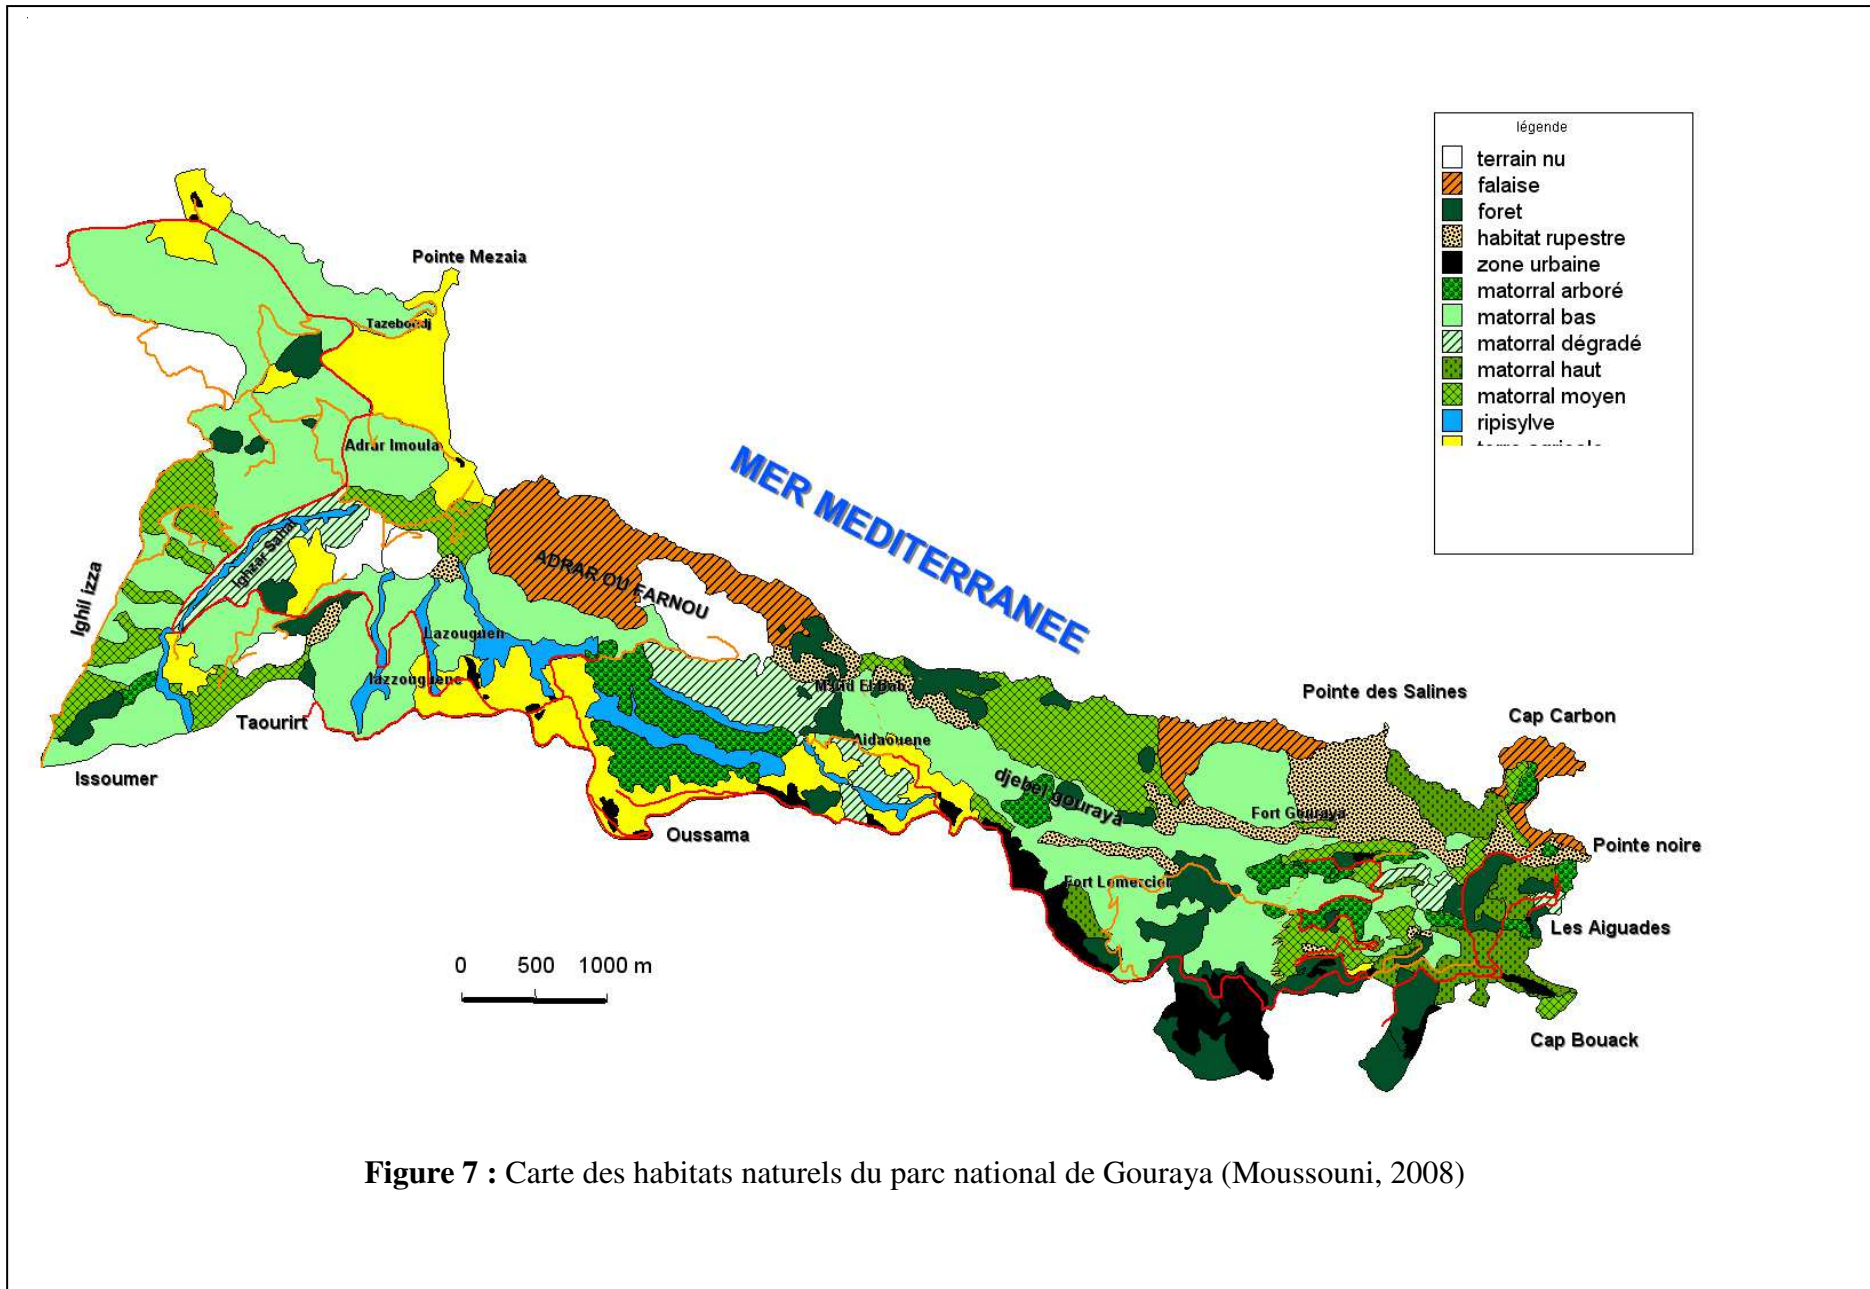 légende
terrain nu
falaise
foret
habitat rupestre
zone urbaine
matorral arboré
matorral bas
matorral dégradé
matorral haut
matorral moyen
ripisylve
Pointe Mezaia
Adrar Imoula
MER MEDITERRANEE
ADRAR OU FARNOU
Ighzar Sahal
Ighil izza
Lazouguen
Iazzouguene
Taourirt
Issoumer
Aidaouene
Oussama
djebel gouraya
Pointe des Salines
Cap Carbon
Fort Gouraya
Pointe noire
Fort Lemercier
Les Aiguades
Cap Bouack
0 500 1000 m
Figure 7 : Carte des habitats naturels du parc national de Gouraya (Moussouni, 2008)